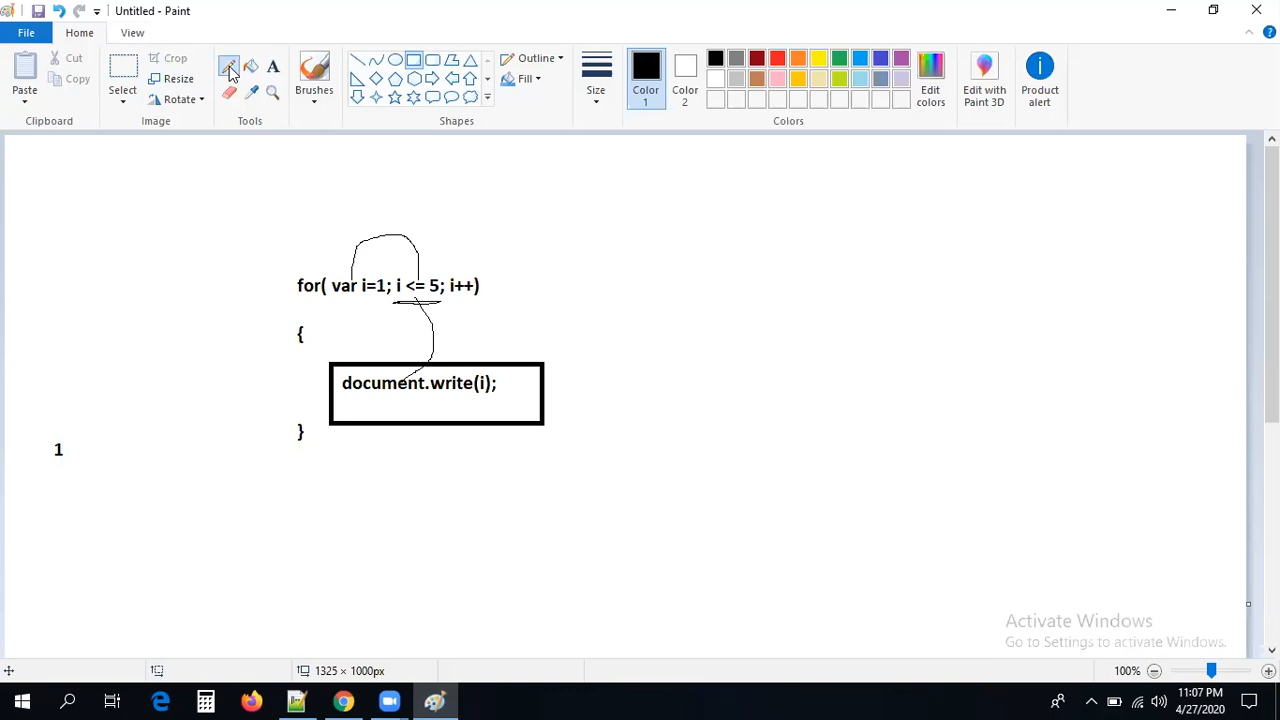 Untitled - Paint
File Home View
Paste
Cut
Copy
Clipboard
Select
Crop
Resize
Rotate
Image
A
Tools
Brushes
Outline
Fill
Shapes
Size
Color 1
Color 2
Edit colors
Colors
Edit with Paint 3D
Product alert
for( var i=1; i <= 5; i++)
{
document.write(i);
}
1
Activate Windows
Go to Settings to activate Windows.
1325 × 1000px
100%
11:07 PM
4/27/2020